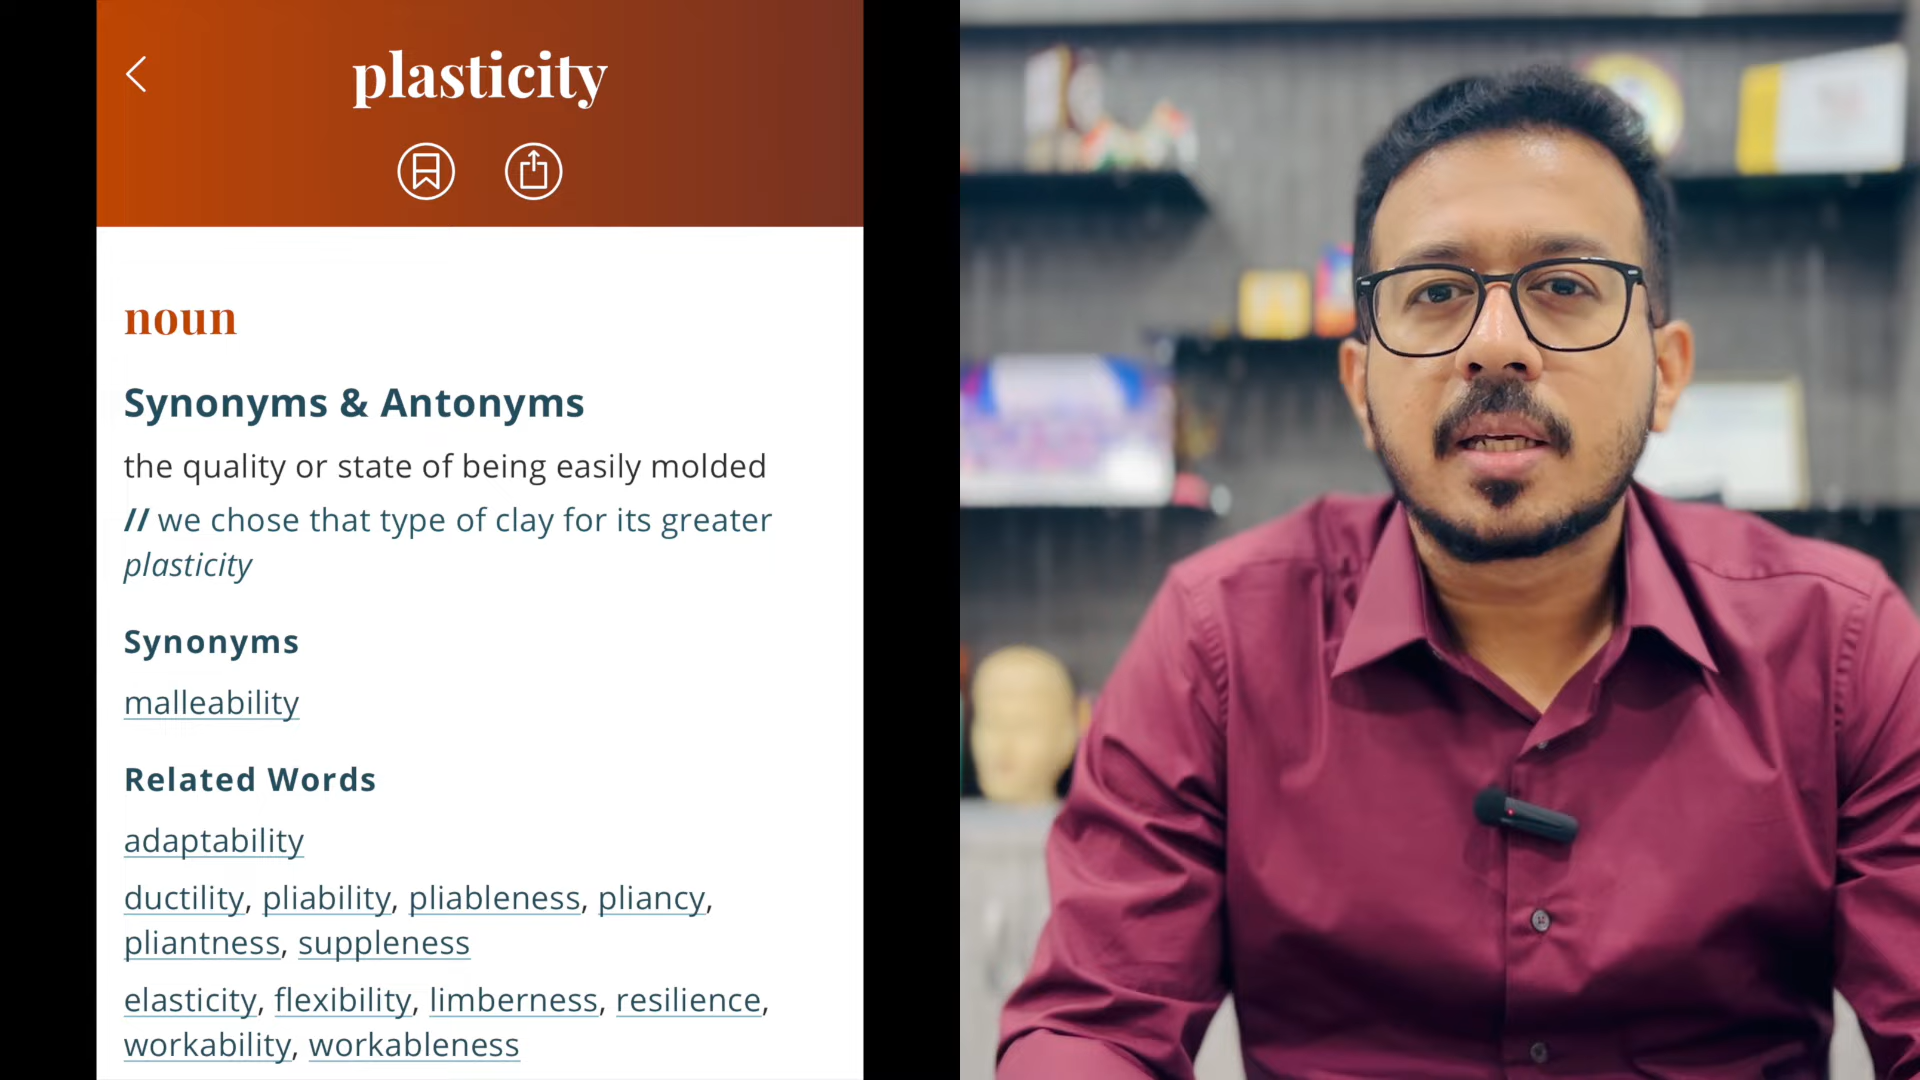 plasticity
noun
Synonyms & Antonyms
the quality or state of being easily molded
// we chose that type of clay for its greater
plasticity
Synonyms
malleability
Related Words
adaptability
ductility, pliability, pliableness, pliancy,
pliantness, suppleness
elasticity, flexibility, limberness, resilience,
workability, workableness